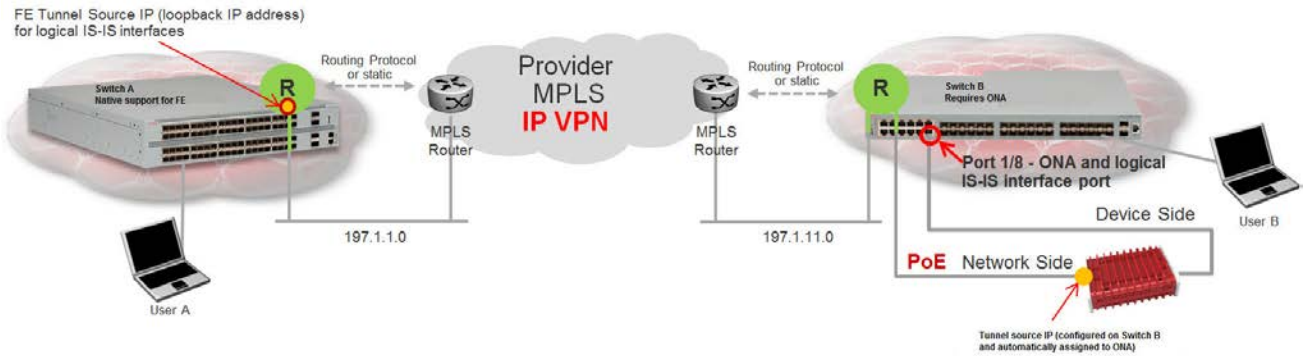 FE Tunnel Source IP (loopback IP address)
for logical IS-IS interfaces
Switch A
Native support for FE
R
Routing Protocol
or static
MPLS
Router
Provider
MPLS
IP VPN
MPLS
Router
Routing Protocol
or static
R
Switch B
Requires ONA
Port 1/8 - ONA and logical
IS-IS interface port
User A
197.1.1.0
197.1.11.0
User B
Device Side
PoE Network Side
Tunnel source IP (configured on Switch B
and automatically assigned to ONA)